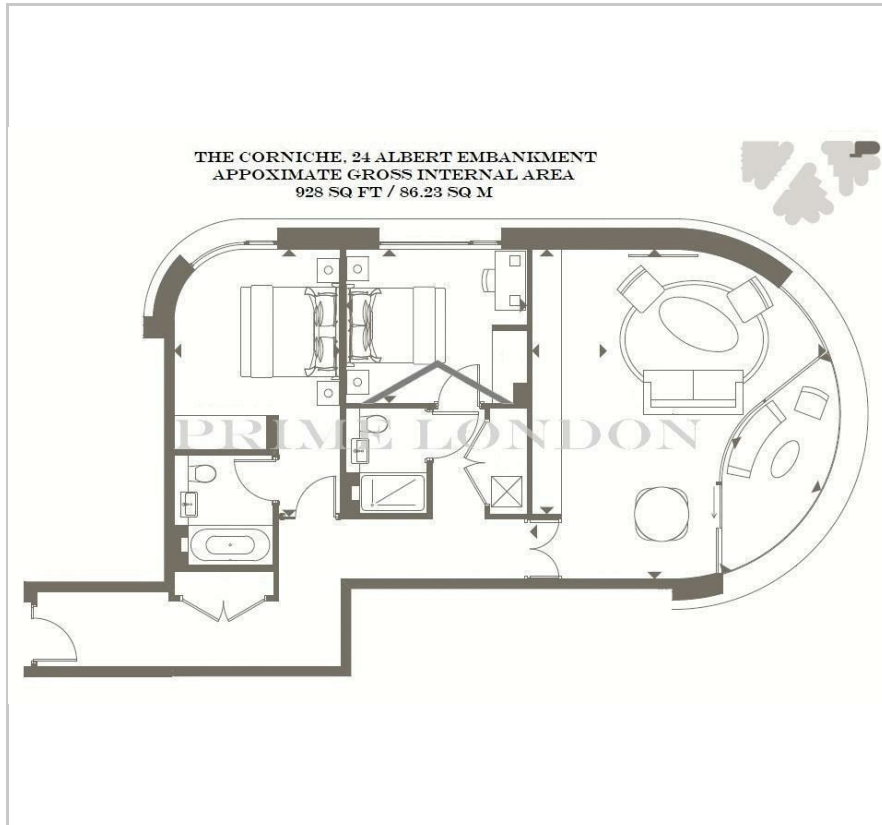 THE CORNICHE, 24 ALBERT EMBANKMENT
APPOXIMATE GROSS INTERNAL AREA
928 SQ FT / 86.23 SQ M
PRIME LONDON